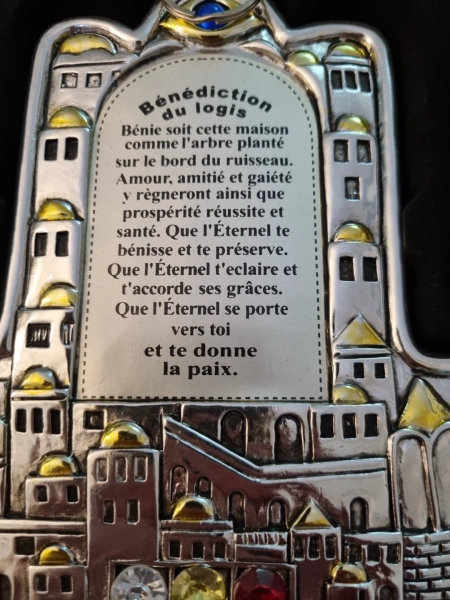 Bénédiction
du logis
Bénie soit cette maison
comme l'arbre planté
sur le bord du ruisseau.
Amour, amitié et gaiété
y règneront ainsi que
prospérité réussite et
santé. Que l'Éternel te
bénisse et te préserve.
Que l'Éternel t'eclaire et
t'accorde ses grâces.
Que l'Éternel se porte
vers toi
et te donne
la paix.